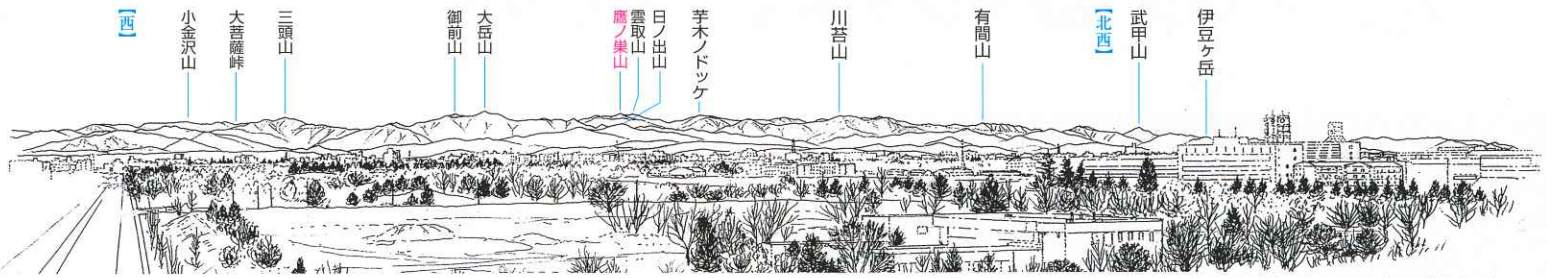 【西】
小金沢山
大菩薩峠
三頭山
御前山
大岳山
鷹ノ巣山
雲取山
日ノ出山
芋木ノドッケ
川苔山
有間山
【北西】
武甲山
伊豆ヶ岳